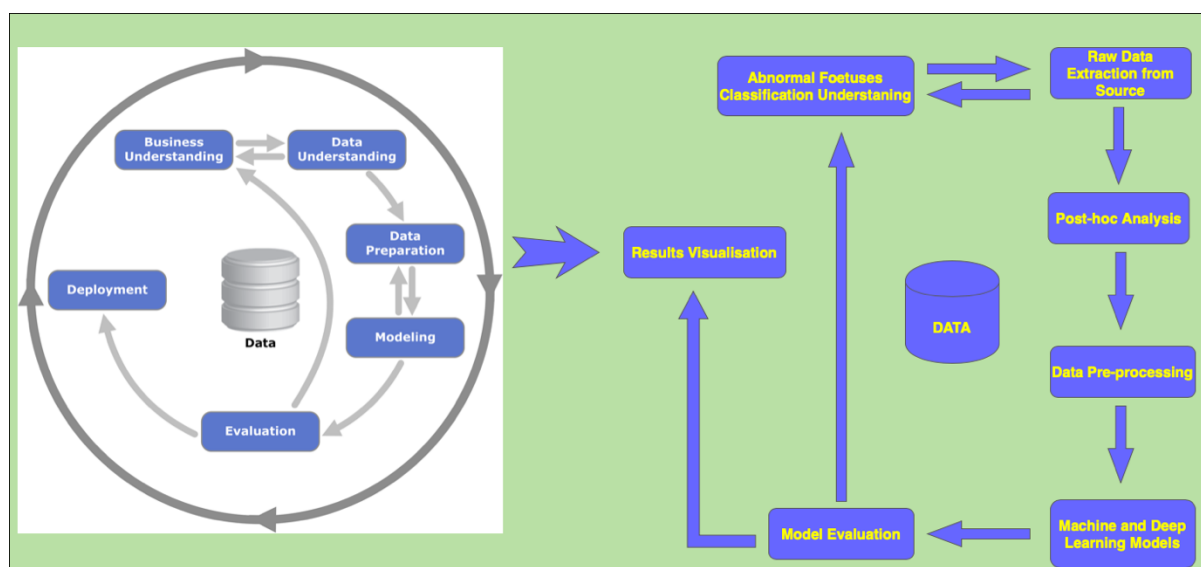 Business
Understanding
Data
Understanding
Data
Preparation
Modeling
Evaluation
Deployment
Data
Abnormal Foetuses
Classification Understaning
Raw Data
Extraction from
Source
Post-hoc Analysis
Data Pre-processing
Machine and Deep
Learning Models
Model Evaluation
Results Visualisation
DATA